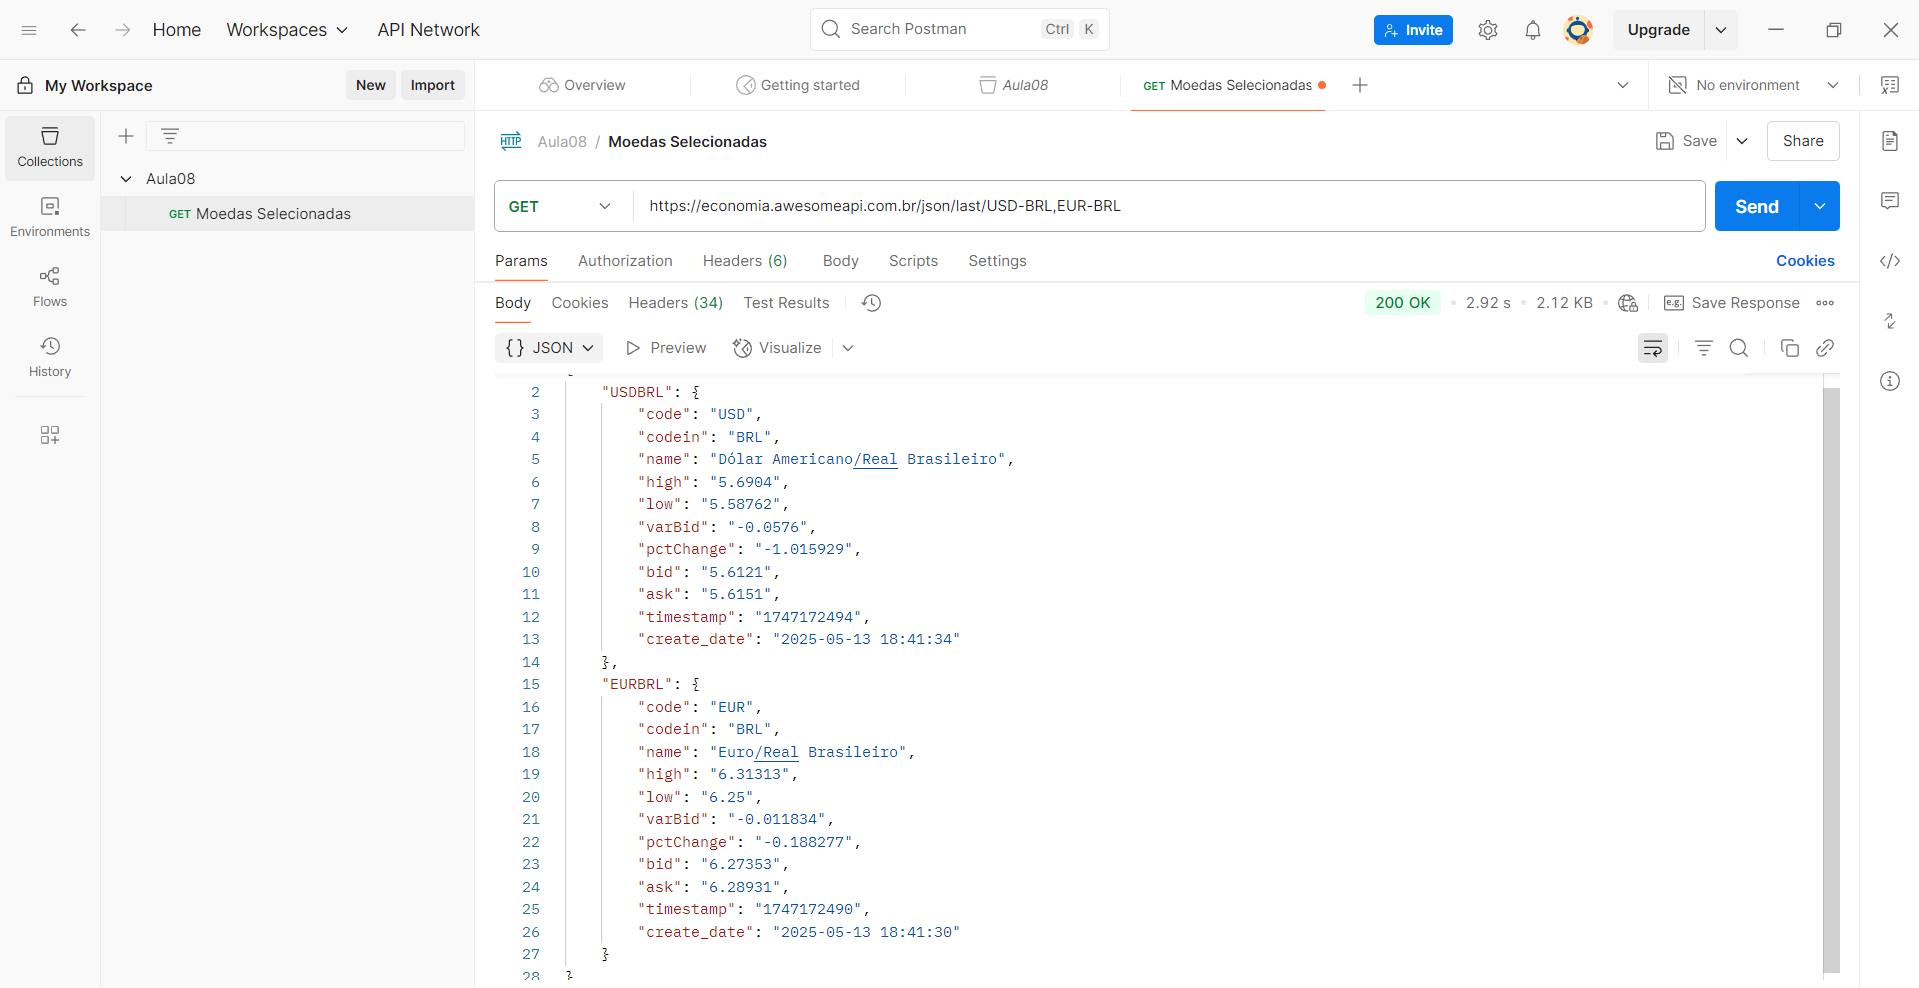 Home Workspaces API Network Search Postman Ctrl K Invite Upgrade
My Workspace New Import Overview Getting started Aula08 GET Moedas Selecionadas No environment
Collections
Environments
Flows
History
Aula08
GET Moedas Selecionadas
HTTP Aula08 / Moedas Selecionadas Save Share
GET https://economia.awesomeapi.com.br/json/last/USD-BRL,EUR-BRL Send
Params Authorization Headers (6) Body Scripts Settings Cookies
Body Cookies Headers (34) Test Results 200 OK 2.92 s 2.12 KB e.g. Save Response
{} JSON Preview Visualize
{
2 "USDBRL": {
3 "code": "USD",
4 "codein": "BRL",
5 "name": "Dólar Americano/Real Brasileiro",
6 "high": "5.6904",
7 "low": "5.58762",
8 "varBid": "-0.0576",
9 "pctChange": "-1.015929",
10 "bid": "5.6121",
11 "ask": "5.6151",
12 "timestamp": "1747172494",
13 "create_date": "2025-05-13 18:41:34"
14 },
15 "EURBRL": {
16 "code": "EUR",
17 "codein": "BRL",
18 "name": "Euro/Real Brasileiro",
19 "high": "6.31313",
20 "low": "6.25",
21 "varBid": "-0.011834",
22 "pctChange": "-0.188277",
23 "bid": "6.27353",
24 "ask": "6.28931",
25 "timestamp": "1747172490",
26 "create_date": "2025-05-13 18:41:30"
27 }
28 }